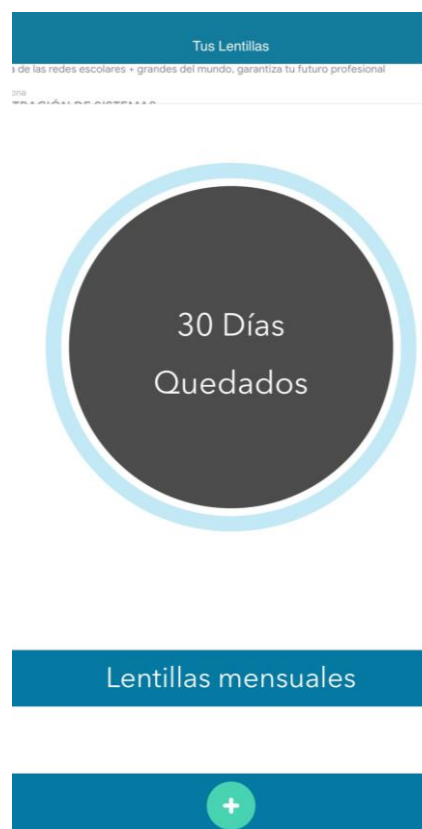 Tus Lentillas
de las redes escolares + grandes del mundo, garantiza tu futuro profesional
30 Días
Quedados
Lentillas mensuales
+